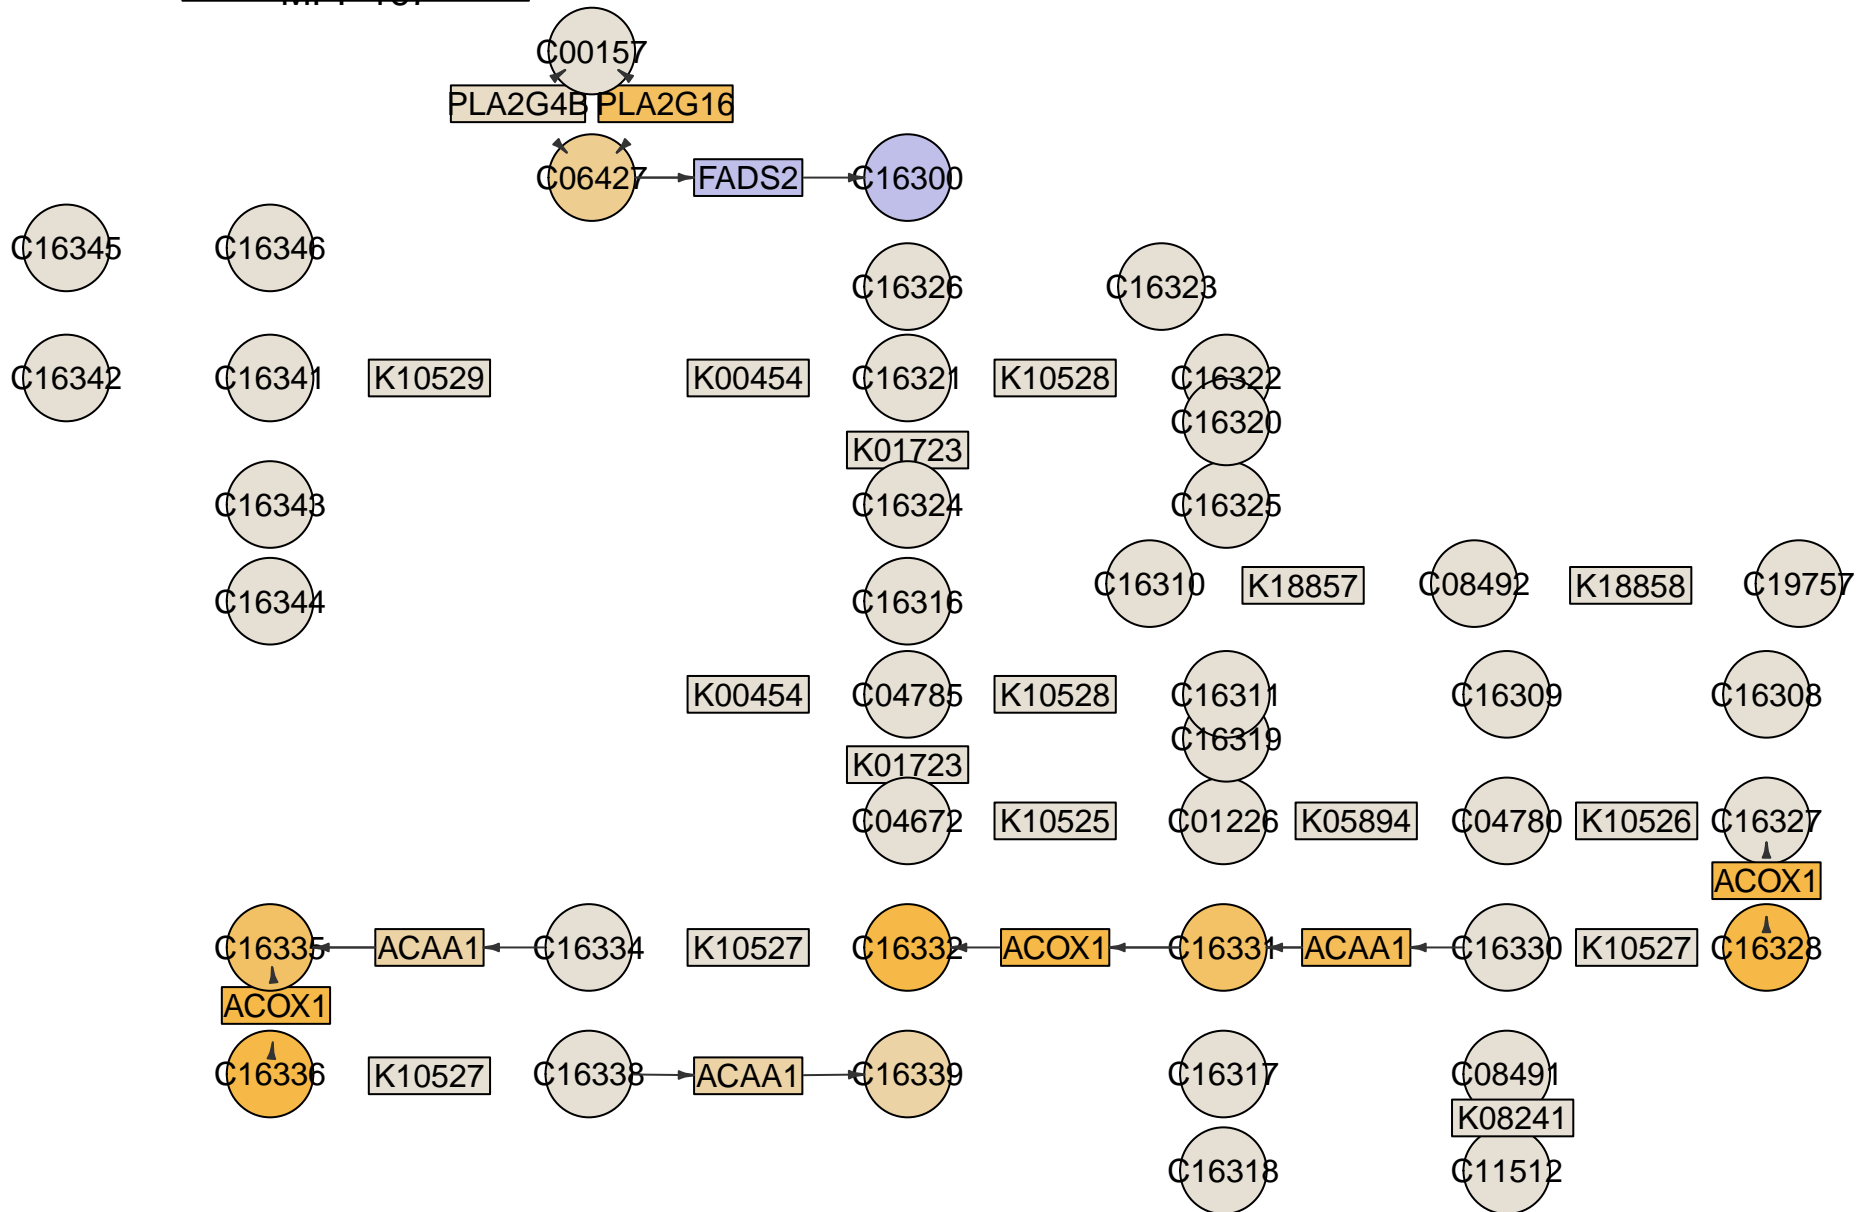 C00157
PLA2G4B PLA2G16
C06427 FADS2 C16300
C16345 C16346
C16326 C16323
C16342 C16341 K10529 K00454 C16321 K10528 C16322
C16320
K01723
C16343 C16324 C16325
C16310 K18857 C08492 K18858 C19757
C16344 C16316
K00454 C04785 K10528 C16311 C16309 C16308
C16319
K01723
C04672 K10525 C01226 K05894 C04780 K10526 C16327
ACOX1
C16335 ACAA1 C16334 K10527 C16332 ACOX1 C16331 ACAA1 C16330 K10527 C16328
ACOX1
C16336 K10527 C16338 ACAA1 C16339 C16317 C08491
K08241
C16318 C11512